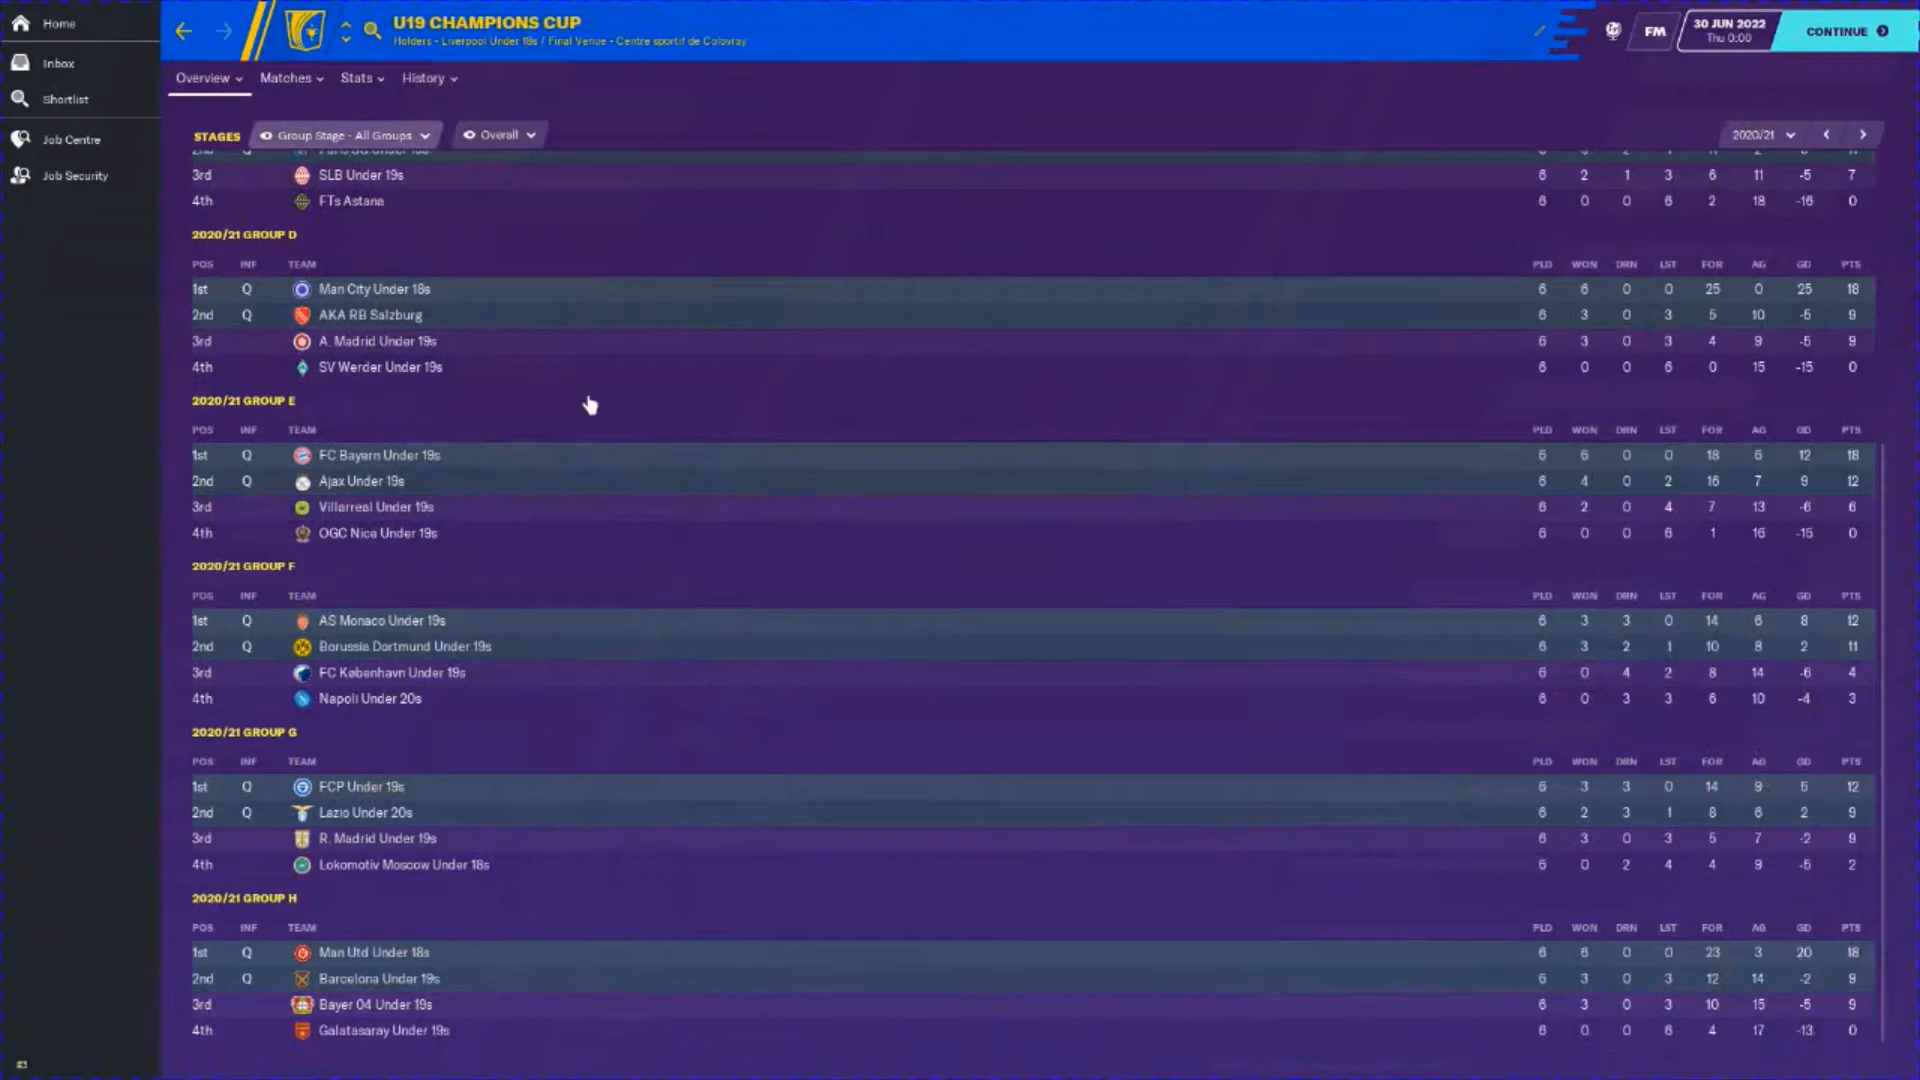 Home
Inbox
Shortlist
Job Centre
Job Security
U19 CHAMPIONS CUP
Holders - Liverpool Under 18s / Final Venue - Centre sportif de Colovray
FM
30 JUN 2022
Thu 0:00
CONTINUE
Overview Matches Stats History
STAGES Group Stage - All Groups Overall 2020/21
3rd SLB Under 19s 6 2 1 3 6 11 -5 7
4th FTs Astana 6 0 0 6 2 18 -16 0
2020/21 GROUP D
POS INF TEAM PLD WON DRN LST FOR AG GD PTS
1st Q Man City Under 18s 6 6 0 0 25 0 25 18
2nd Q AKA RB Salzburg 6 3 0 3 5 10 -5 9
3rd A. Madrid Under 19s 6 3 0 3 4 9 -5 9
4th SV Werder Under 19s 6 0 0 6 0 15 -15 0
2020/21 GROUP E
POS INF TEAM PLD WON DRN LST FOR AG GD PTS
1st Q FC Bayern Under 19s 6 6 0 0 18 6 12 18
2nd Q Ajax Under 19s 6 4 0 2 16 7 9 12
3rd Villarreal Under 19s 6 2 0 4 7 13 -6 6
4th OGC Nice Under 19s 6 0 0 6 1 16 -15 0
2020/21 GROUP F
POS INF TEAM PLD WON DRN LST FOR AG GD PTS
1st Q AS Monaco Under 19s 6 3 3 0 14 6 8 12
2nd Q Borussia Dortmund Under 19s 6 3 2 1 10 8 2 11
3rd FC København Under 19s 6 0 4 2 8 14 -6 4
4th Napoli Under 20s 6 0 3 3 6 10 -4 3
2020/21 GROUP G
POS INF TEAM PLD WON DRN LST FOR AG GD PTS
1st Q FCP Under 19s 6 3 3 0 14 9 5 12
2nd Q Lazio Under 20s 6 2 3 1 8 6 2 9
3rd R. Madrid Under 19s 6 3 0 3 5 7 -2 9
4th Lokomotiv Moscow Under 18s 6 0 2 4 4 9 -5 2
2020/21 GROUP H
POS INF TEAM PLD WON DRN LST FOR AG GD PTS
1st Q Man Utd Under 18s 6 6 0 0 23 3 20 18
2nd Q Barcelona Under 19s 6 3 0 3 12 14 -2 9
3rd Bayer 04 Under 19s 6 3 0 3 10 15 -5 9
4th Galatasaray Under 19s 6 0 0 6 4 17 -13 0